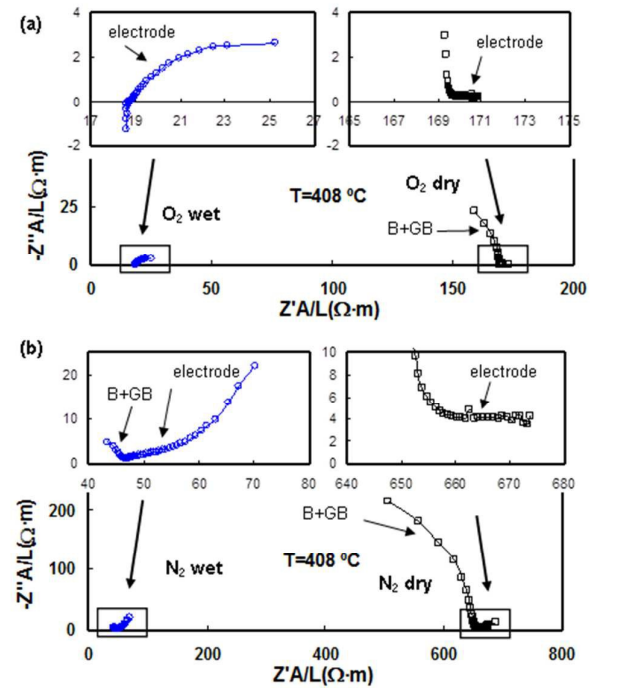 (a)
4
2
0
-2
17
19
21
23
25
27
electrode
4
2
0
-2
165
167
169
171
173
175
electrode
-Z''A/L(Ω·m)
25
0
O2 wet
T=408 ºC
O2 dry
B+GB
0
50
100
150
200
Z'A/L(Ω·m)
(b)
20
10
0
40
50
60
70
80
B+GB
electrode
10
8
6
4
2
0
640
650
660
670
680
electrode
-Z''A/L(Ω·m)
200
100
0
B+GB
N2 wet
T=408 ºC
N2 dry
0
200
400
600
800
Z'A/L(Ω·m)